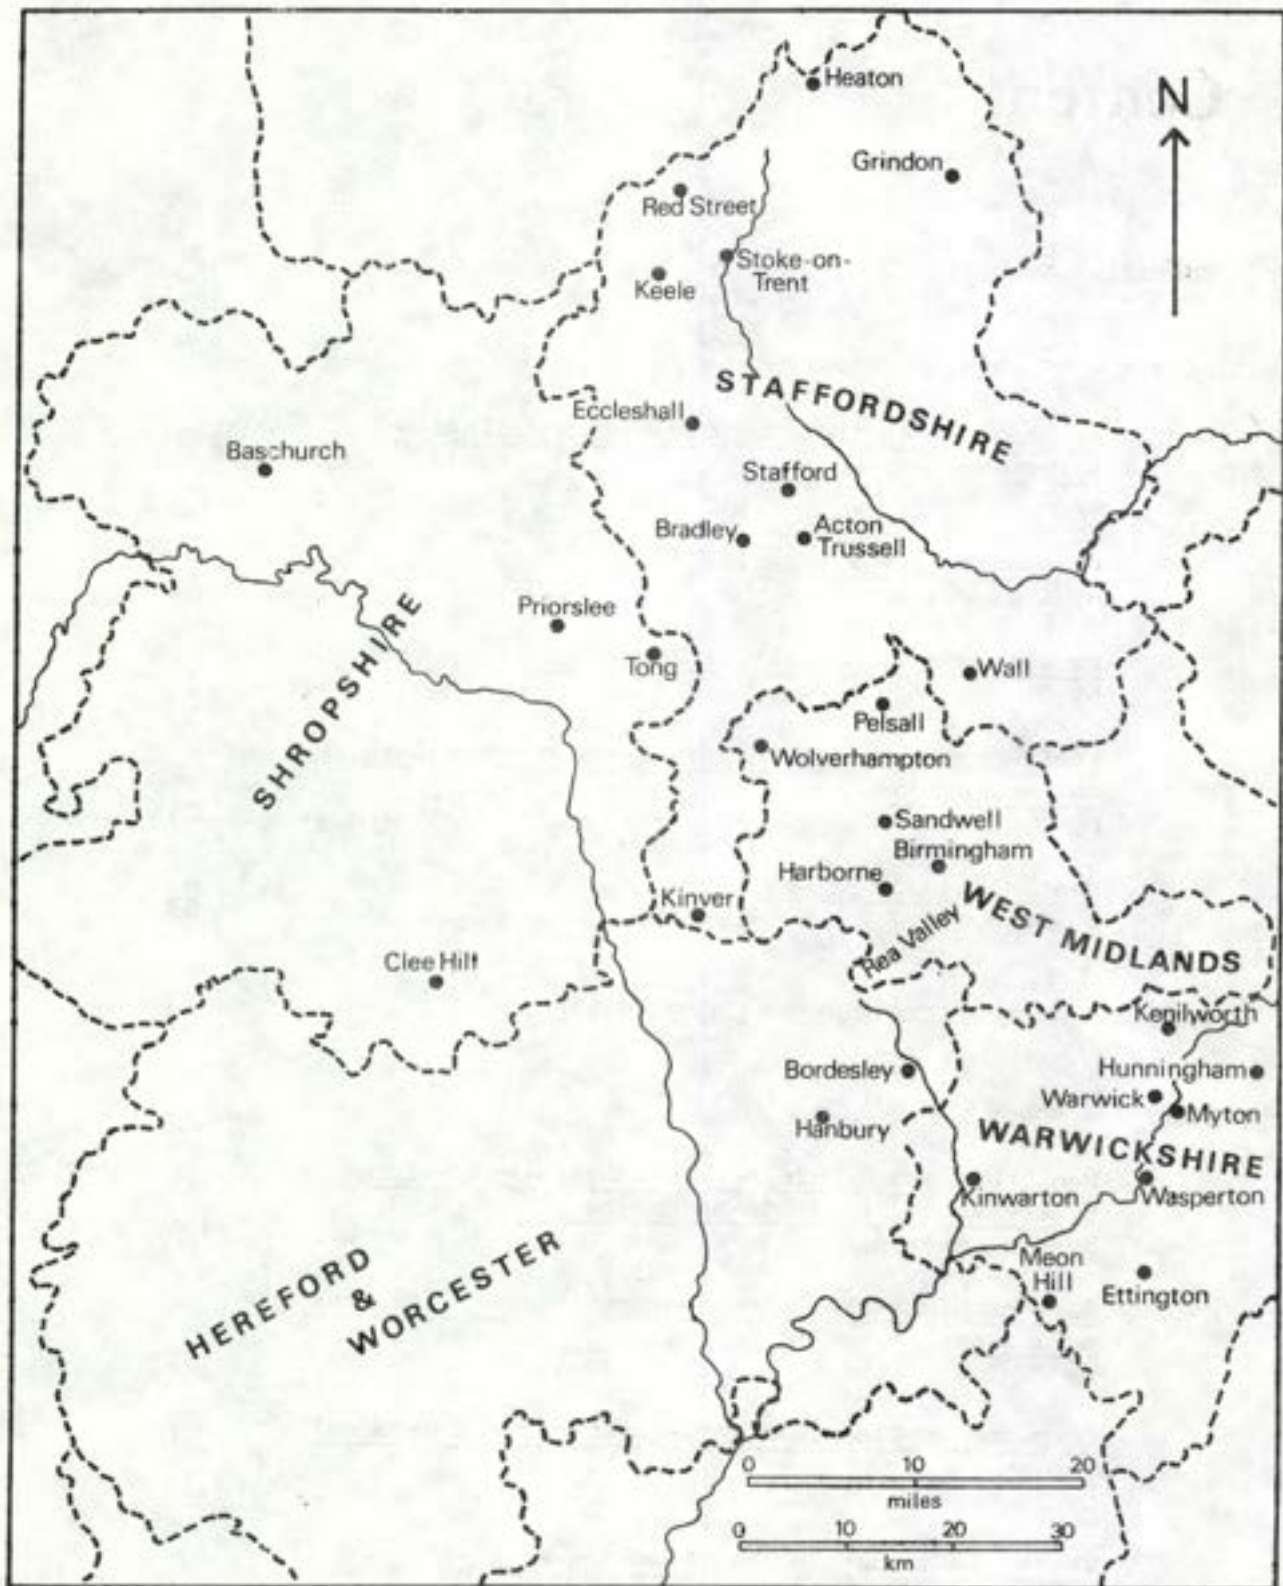 Heaton
N
Grindon
Red Street
Stoke-on-
Trent
Keele
STAFFORDSHIRE
Eccleshall
Baschurch
Stafford
Bradley
Acton
Trussell
Priorslee
Tong
Wall
SHROPSHIRE
Pelsall
Wolverhampton
Sandwell
Birmingham
Harborne
Kinver
Rea Valley
WEST MIDLANDS
Clee Hill
Kenilworth
Bordesley
Hunningham
Warwick
Myton
Hanbury
WARWICKSHIRE
Kinwarton
Wasperton
HEREFORD
&
WORCESTER
Meon
Hill
Ettington
0 10 20
miles
0 10 20 30
km